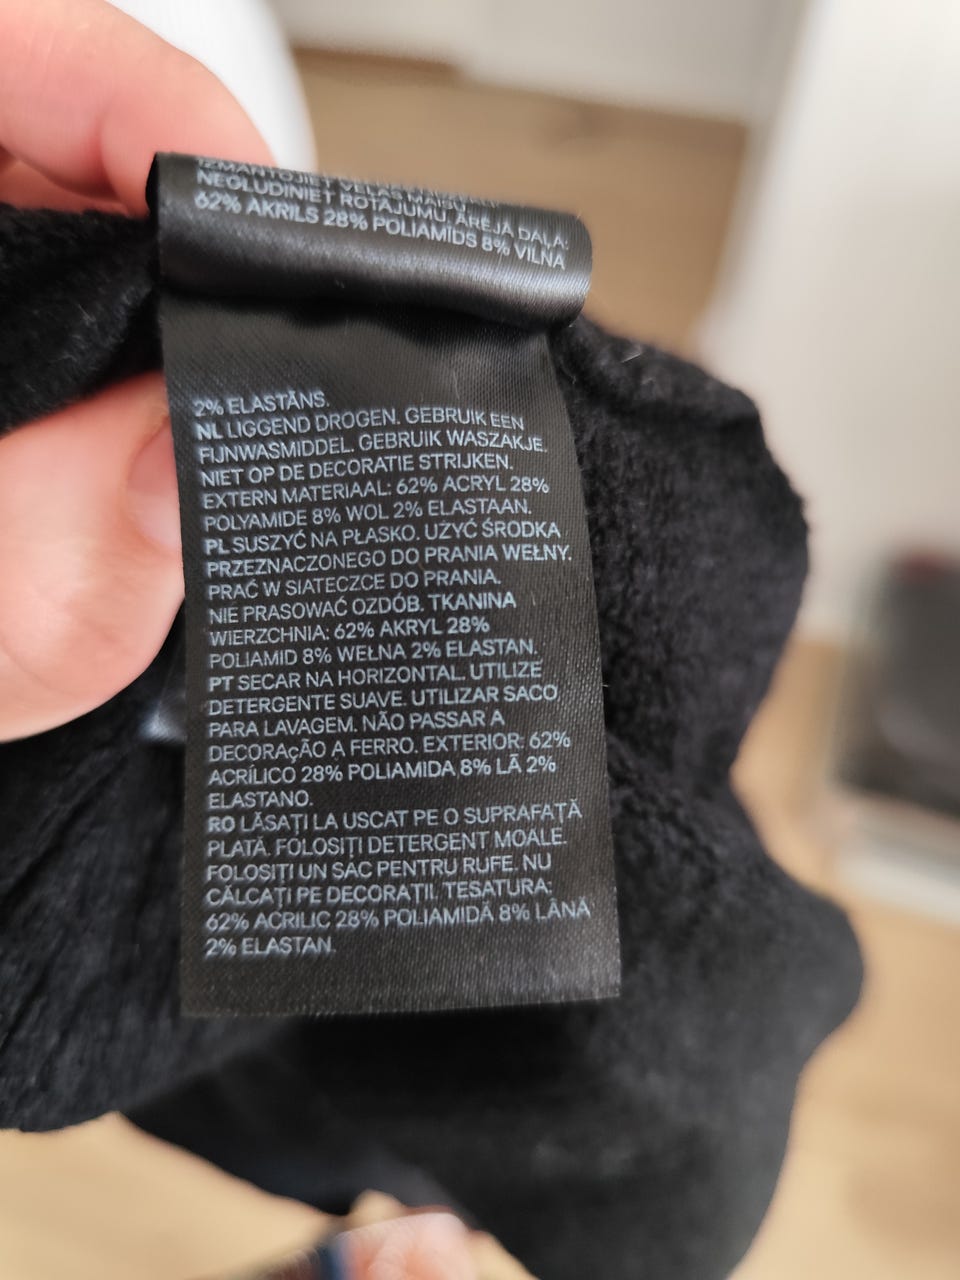 NEGLUDINIET ROTĀJUMU, ĀRĒJĀ DAĻA:
62% AKRILS 28% POLIAMĪDS 8% VILNA
2% ELASTĀNS.
NL LIGGEND DROGEN. GEBRUIK EEN
FIJNWASMIDDEL. GEBRUIK WASZAKJE.
NIET OP DE DECORATIE STRIJKEN.
EXTERN MATERIAAL: 62% ACRYL 28%
POLYAMIDE 8% WOL 2% ELASTAAN.
PL SUSZYĆ NA PŁASKO. UŻYĆ ŚRODKA
PRZEZNACZONEGO DO PRANIA WEŁNY.
PRAĆ W SIATECZCE DO PRANIA.
NIE PRASOWAĆ OZDÓB. TKANINA
WIERZCHNIA: 62% AKRYL 28%
POLIAMID 8% WEŁNA 2% ELASTAN.
PT SECAR NA HORIZONTAL. UTILIZE
DETERGENTE SUAVE. UTILIZAR SACO
PARA LAVAGEM. NÃO PASSAR A
DECORAçÃO A FERRO. EXTERIOR: 62%
ACRÍLICO 28% POLIAMIDA 8% LÃ 2%
ELASTANO.
RO LĂSAȚI LA USCAT PE O SUPRAFAȚĂ
PLATĂ. FOLOSIȚI DETERGENT MOALE.
FOLOSIȚI UN SAC PENTRU RUFE. NU
CĂLCAȚI PE DECORAȚII. TESATURA:
62% ACRILIC 28% POLIAMIDĂ 8% LÂNĂ
2% ELASTAN.